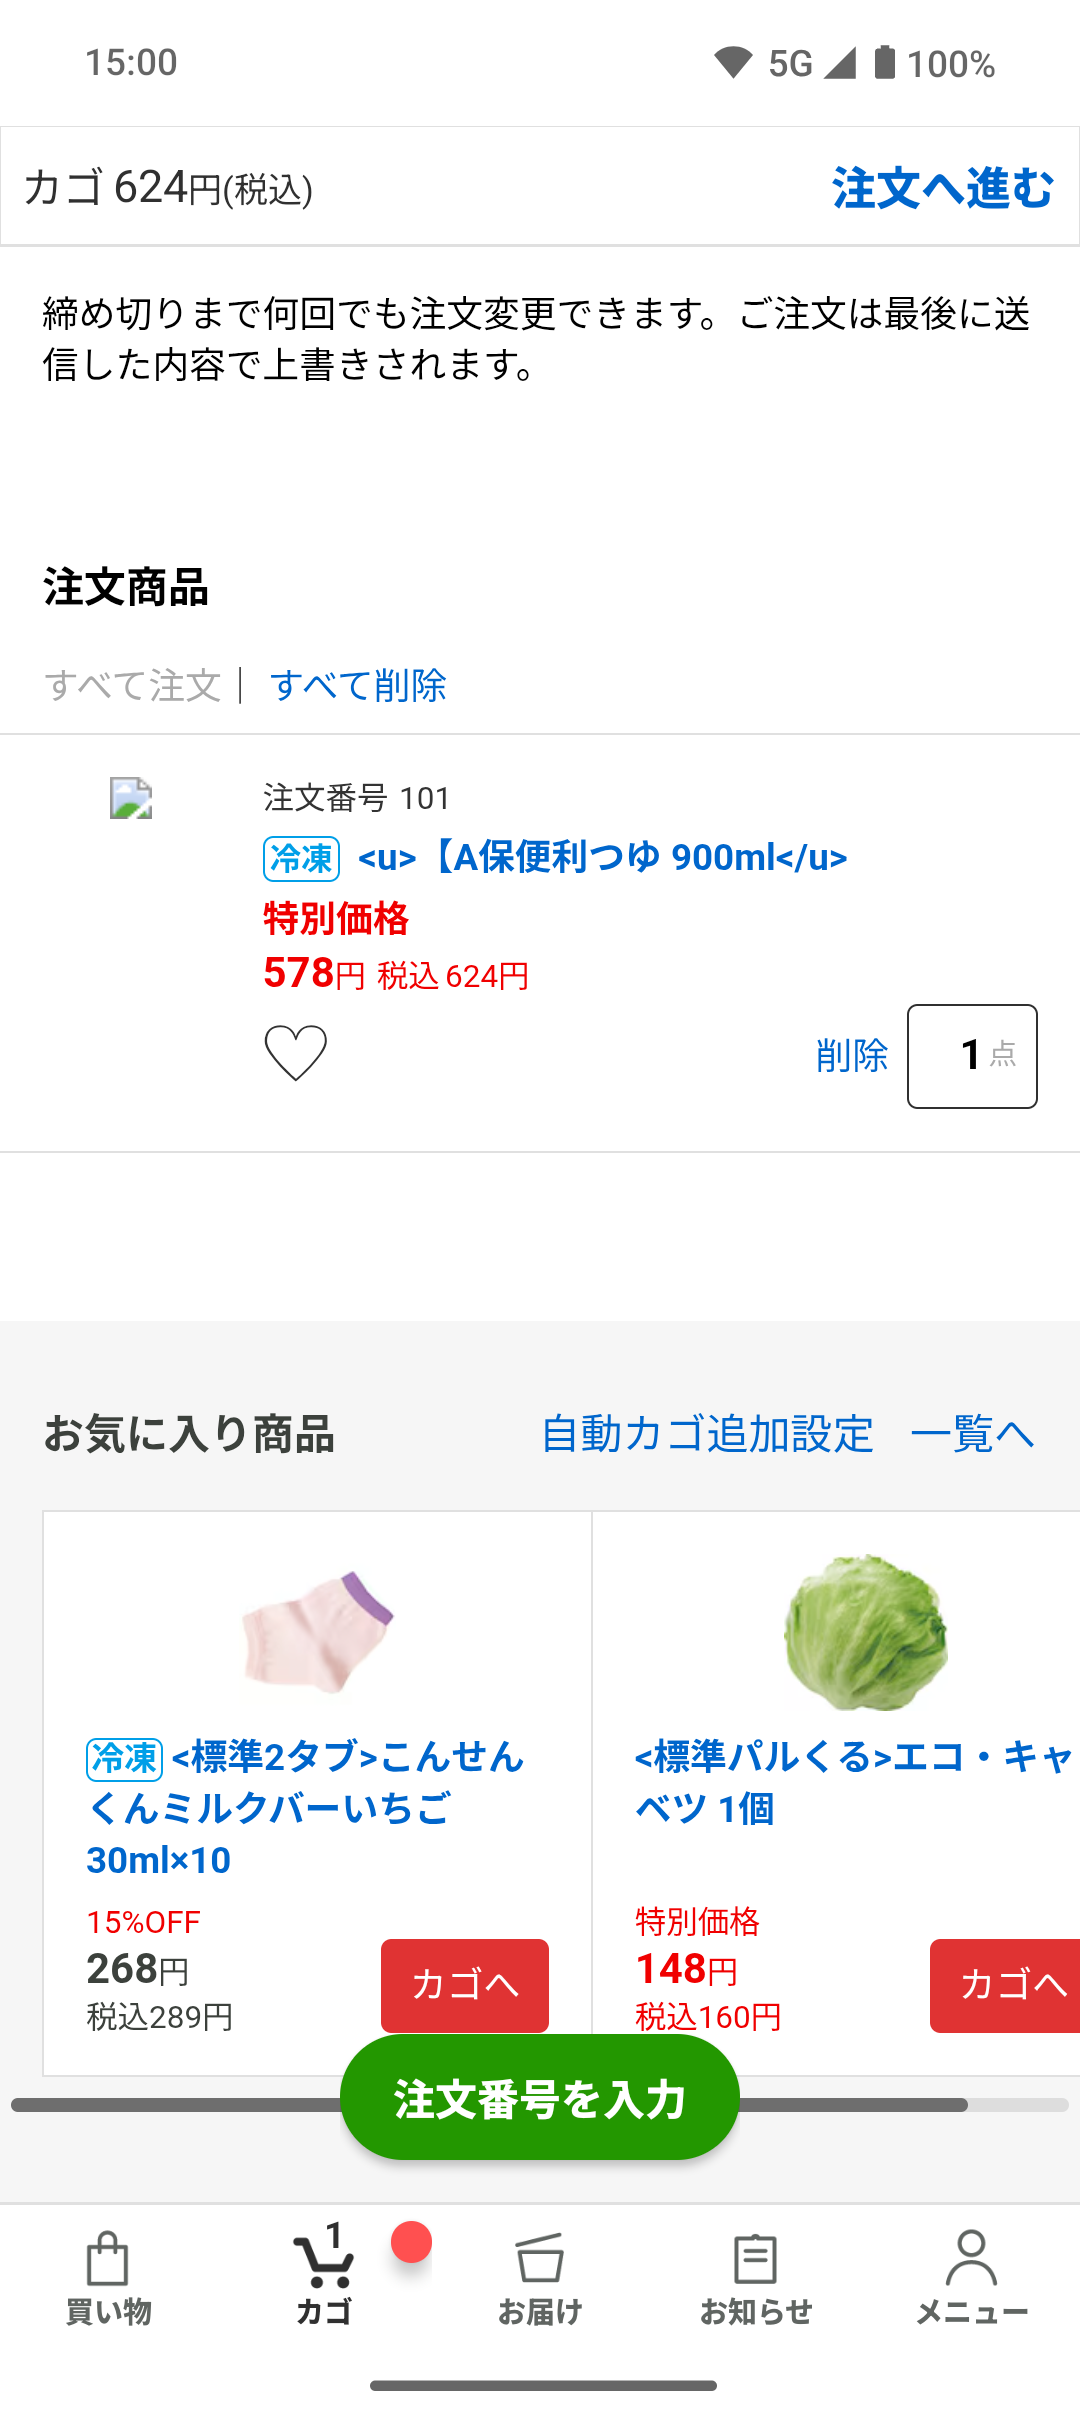 15:00
5G 100%
カゴ 624円(税込)
注文へ進む
締め切りまで何回でも注文変更できます。ご注文は最後に送
信した内容で上書きされます。
注文商品
すべて注文 | すべて削除
注文番号 101
冷凍 <u>【A保便利つゆ 900ml</u>
特別価格
578円 税込 624円
削除 1 点
お気に入り商品
自動カゴ追加設定 一覧へ
冷凍 <標準2タブ>こんせん
くんミルクバーいちご
30ml×10
15%OFF
268円
税込289円
カゴへ
<標準パルくる>エコ・キャ
ベツ 1個
特別価格
148円
税込160円
カゴへ
注文番号を入力
買い物
1
カゴ
お届け
お知らせ
メニュー